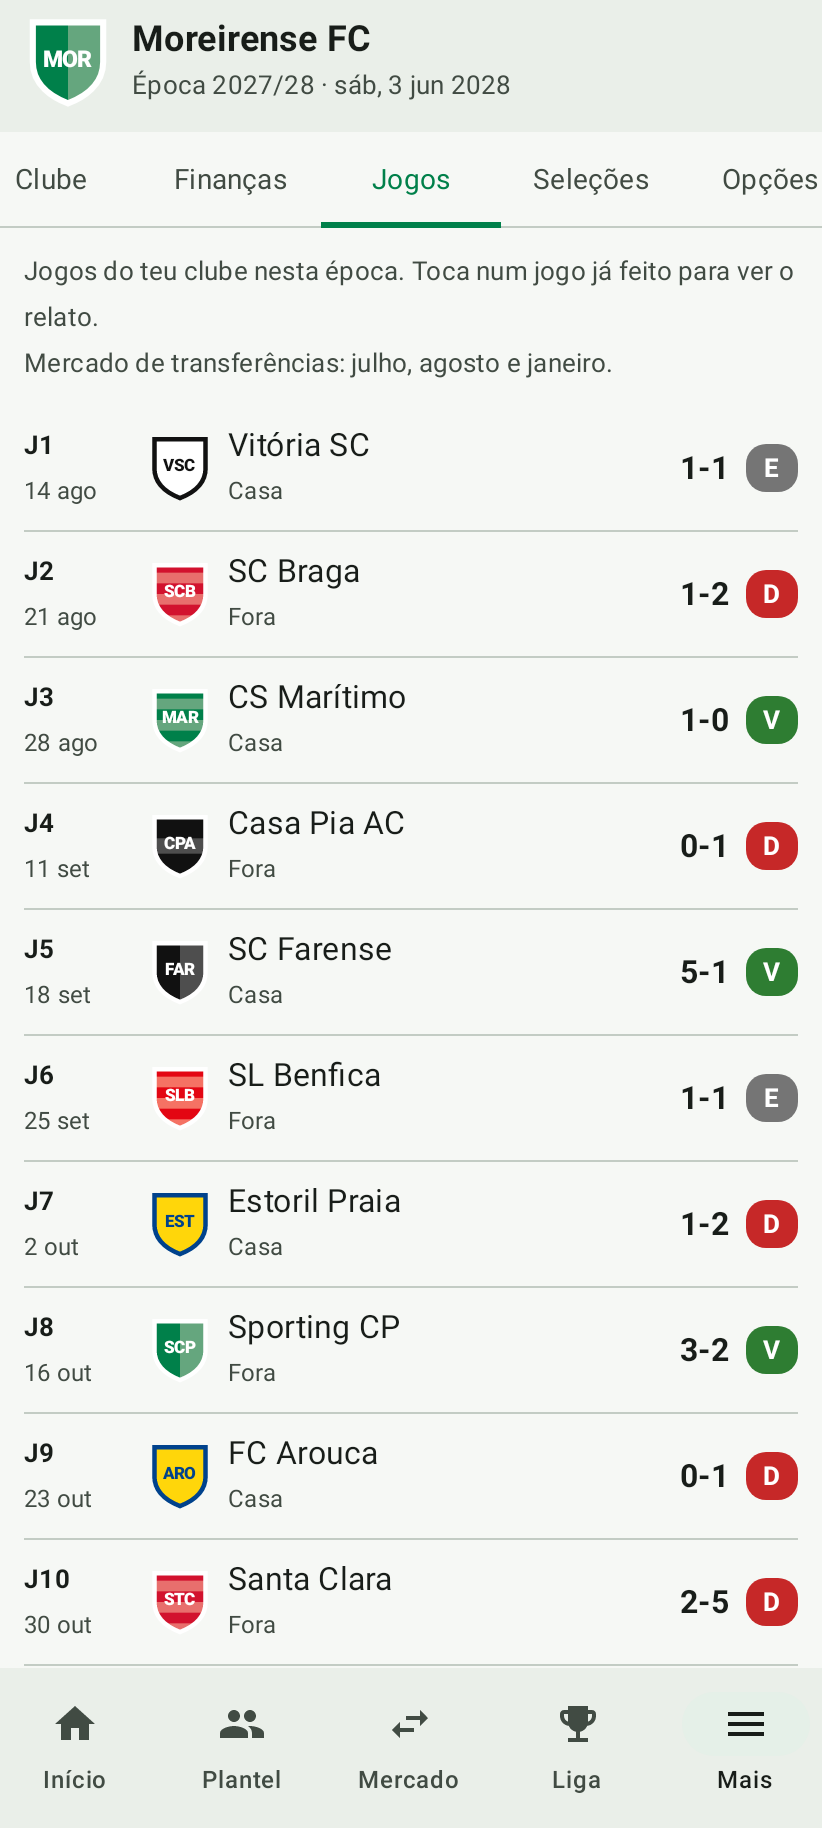 MOR
Moreirense FC
Época 2027/28 · sáb, 3 jun 2028
Clube Finanças Jogos Seleções Opções
Jogos do teu clube nesta época. Toca num jogo já feito para ver o
relato.
Mercado de transferências: julho, agosto e janeiro.
J1 VSC Vitória SC 1-1 E
14 ago Casa
J2 SCB SC Braga 1-2 D
21 ago Fora
J3 MAR CS Marítimo 1-0 V
28 ago Casa
J4 CPA Casa Pia AC 0-1 D
11 set Fora
J5 FAR SC Farense 5-1 V
18 set Casa
J6 SLB SL Benfica 1-1 E
25 set Fora
J7 EST Estoril Praia 1-2 D
2 out Casa
J8 SCP Sporting CP 3-2 V
16 out Fora
J9 ARO FC Arouca 0-1 D
23 out Casa
J10 STC Santa Clara 2-5 D
30 out Fora
Início Plantel Mercado Liga Mais